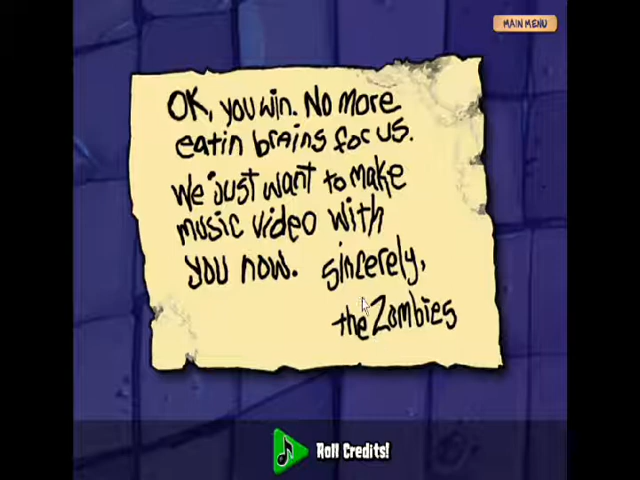 MAIN MENU
OK, you win. No more
eatin brains for us.
We just want to make
music video with
you now. sincerely,
the Zombies
Roll Credits!